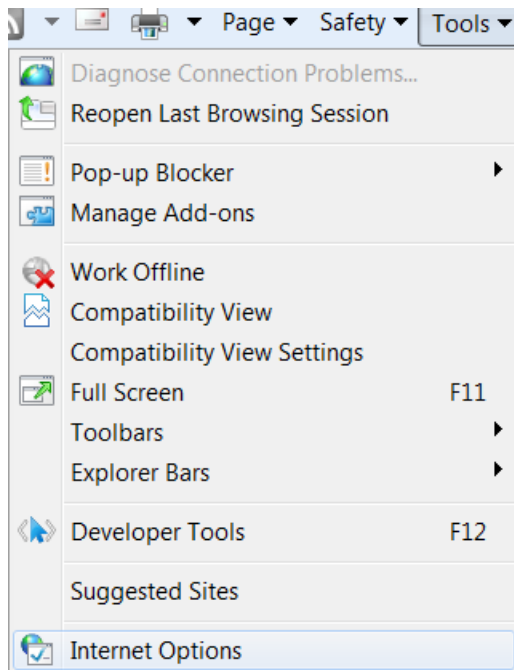 Page Safety Tools
Diagnose Connection Problems...
Reopen Last Browsing Session
Pop-up Blocker
Manage Add-ons
Work Offline
Compatibility View
Compatibility View Settings
Full Screen F11
Toolbars
Explorer Bars
Developer Tools F12
Suggested Sites
Internet Options